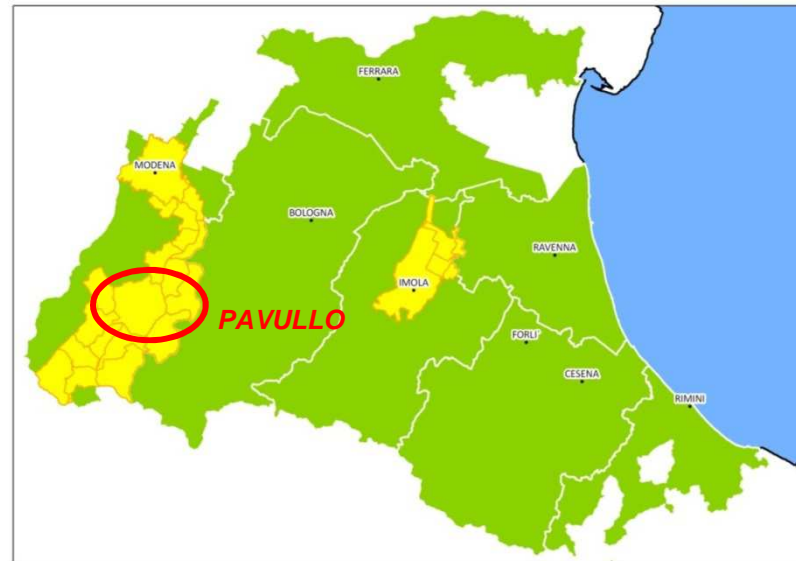 FERRARA
MODENA
BOLOGNA
RAVENNA
IMOLA
PAVULLO
FORLI'
CESENA
RIMINI